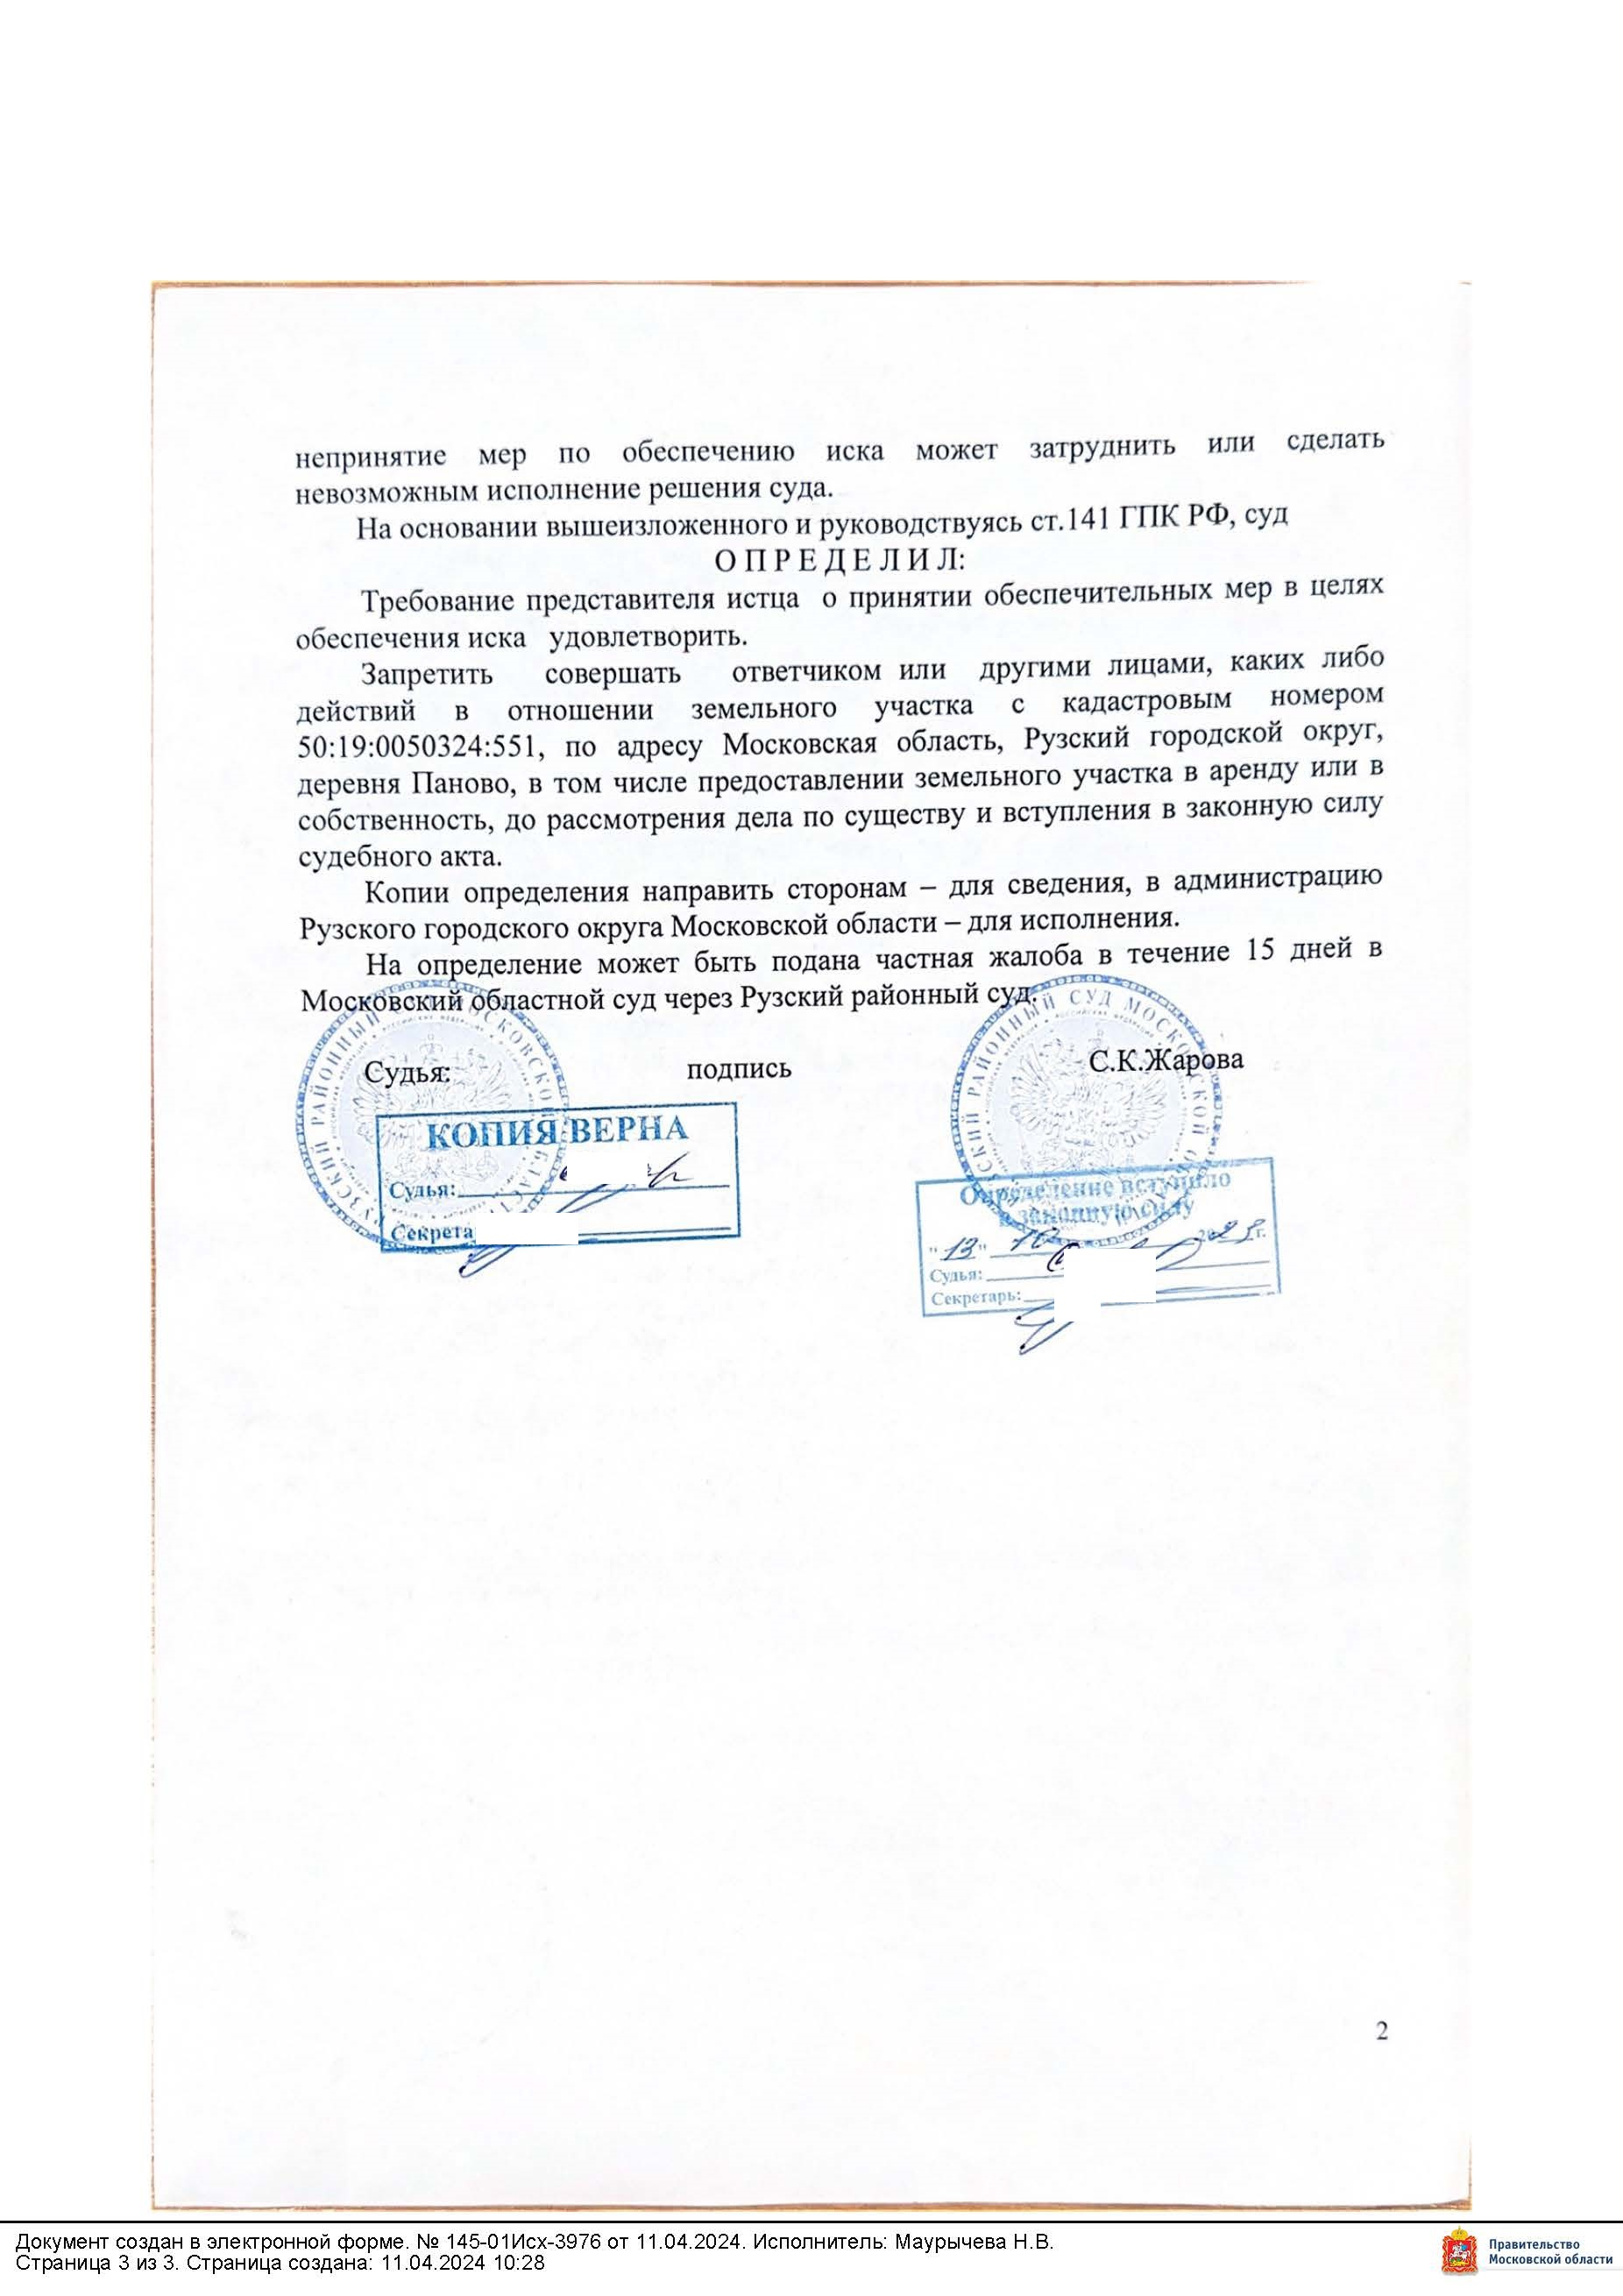 непринятие мер по обеспечению иска может затруднить или сделать
невозможным исполнение решения суда.
На основании вышеизложенного и руководствуясь ст.141 ГПК РФ, суд
О П Р Е Д Е Л И Л:
Требование представителя истца о принятии обеспечительных мер в целях
обеспечения иска удовлетворить.
Запретить совершать ответчиком или другими лицами, каких либо
действий в отношении земельного участка с кадастровым номером
50:19:0050324:551, по адресу Московская область, Рузский городской округ,
деревня Паново, в том числе предоставлении земельного участка в аренду или в
собственность, до рассмотрения дела по существу и вступления в законную силу
судебного акта.
Копии определения направить сторонам – для сведения, в администрацию
Рузского городского округа Московской области – для исполнения.
На определение может быть подана частная жалоба в течение 15 дней в
Московский областной суд через Рузский районный суд.
Судья: подпись С.К.Жарова
КОПИЯ ВЕРНА
Судья:
Секрета
Определение вступило
в законную силу
"13" 10 2023г.
Судья:
Секретарь:
2
Документ создан в электронной форме. № 145-01Исх-3976 от 11.04.2024. Исполнитель: Маурычева Н.В.
Страница 3 из 3. Страница создана: 11.04.2024 10:28
Правительство
Московской области